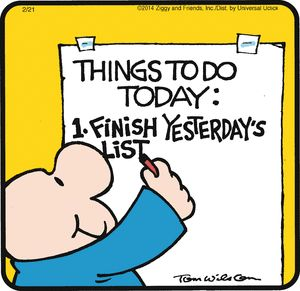 2/21
©2014 Ziggy and Friends, Inc./Dist. by Universal Uclick
THINGS TO DO
TODAY:
1. FINISH YESTERDAY'S
LIST
Tom Wilson